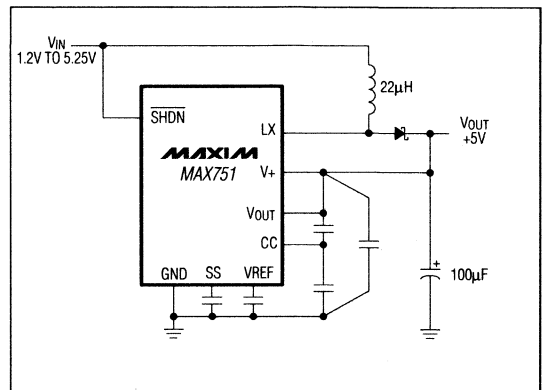 VIN
1.2V TO 5.25V
22µH
SHDN
LX
VOUT
+5V
MAXIM
MAX751
V+
VOUT
CC
GND SS VREF
+
100µF